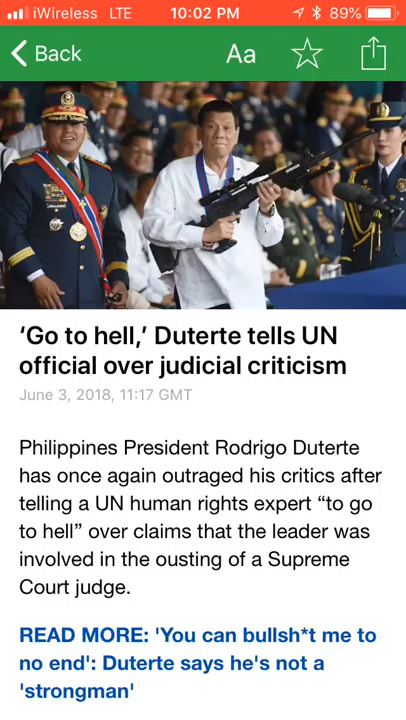 iWireless LTE 10:02 PM 89%
Back Aa
‘Go to hell,’ Duterte tells UN
official over judicial criticism
June 3, 2018, 11:17 GMT
Philippines President Rodrigo Duterte
has once again outraged his critics after
telling a UN human rights expert “to go
to hell” over claims that the leader was
involved in the ousting of a Supreme
Court judge.
READ MORE: 'You can bullsh*t me to
no end': Duterte says he's not a
'strongman'